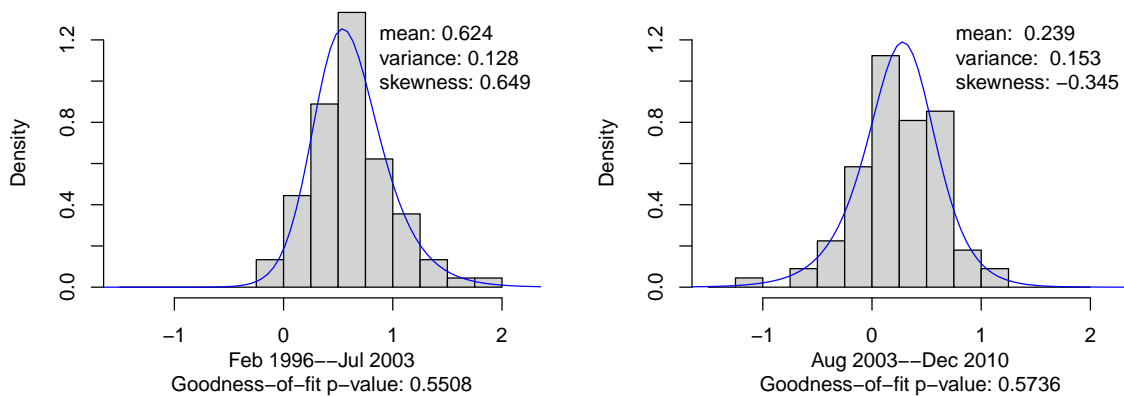 mean: 0.624
variance: 0.128
skewness: 0.649
Density
0.0
0.4
0.8
1.2
−1
0
1
2
Feb 1996−−Jul 2003
Goodness−of−fit p−value: 0.5508
mean: 0.239
variance: 0.153
skewness: −0.345
Density
0.0
0.4
0.8
1.2
−1
0
1
2
Aug 2003−−Dec 2010
Goodness−of−fit p−value: 0.5736